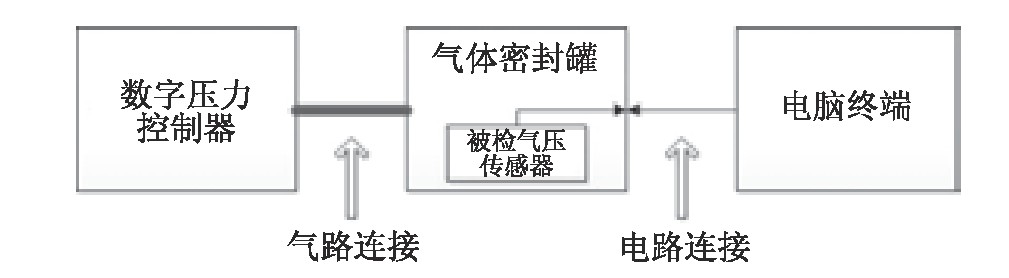 数字压力
控制器
气体密封罐
被检气压
传感器
电脑终端
气路连接
电路连接